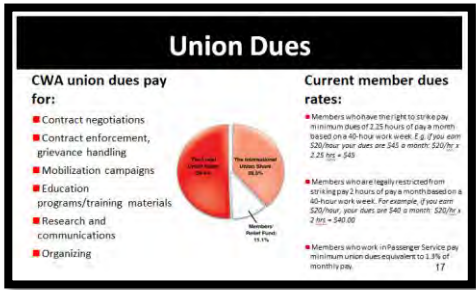 Union Dues
CWA union dues pay
for:
Contract negotiations
Contract enforcement,
grievance handling
Mobilization campaigns
Education
programs/training materials
Research and
communications
Organizing
The International
Union Share
Members'
Relief Fund:
11.1%
Current member dues
rates:
Members who have the right to strike pay
minimum dues of 2.25 hours of pay a month
based on a 40-hour work week. E.g. if you earn
$20/hour your dues are $45 a month: $20/hr x
2.25 hrs = $45
Members who are legally restricted from
striking pay 2 hours of pay a month based on a
40-hour work week. For example, if you earn
$20/hour, your dues are $40 a month: $20/hr x
2 hrs = $40.00
Members who work in Passenger Service pay
minimum union dues equivalent to 1.3% of
monthly pay.
17